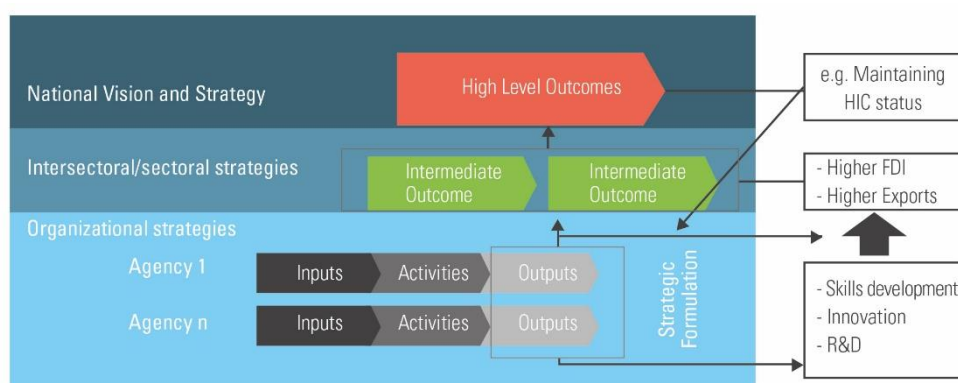 National Vision and Strategy
High Level Outcomes
e.g. Maintaining
HIC status
Intersectoral/sectoral strategies
Intermediate
Outcome
Intermediate
Outcome
- Higher FDI
- Higher Exports
Organizational strategies
Agency 1
Inputs
Activities
Outputs
Agency n
Inputs
Activities
Outputs
Strategic
Formulation
- Skills development
- Innovation
- R&D